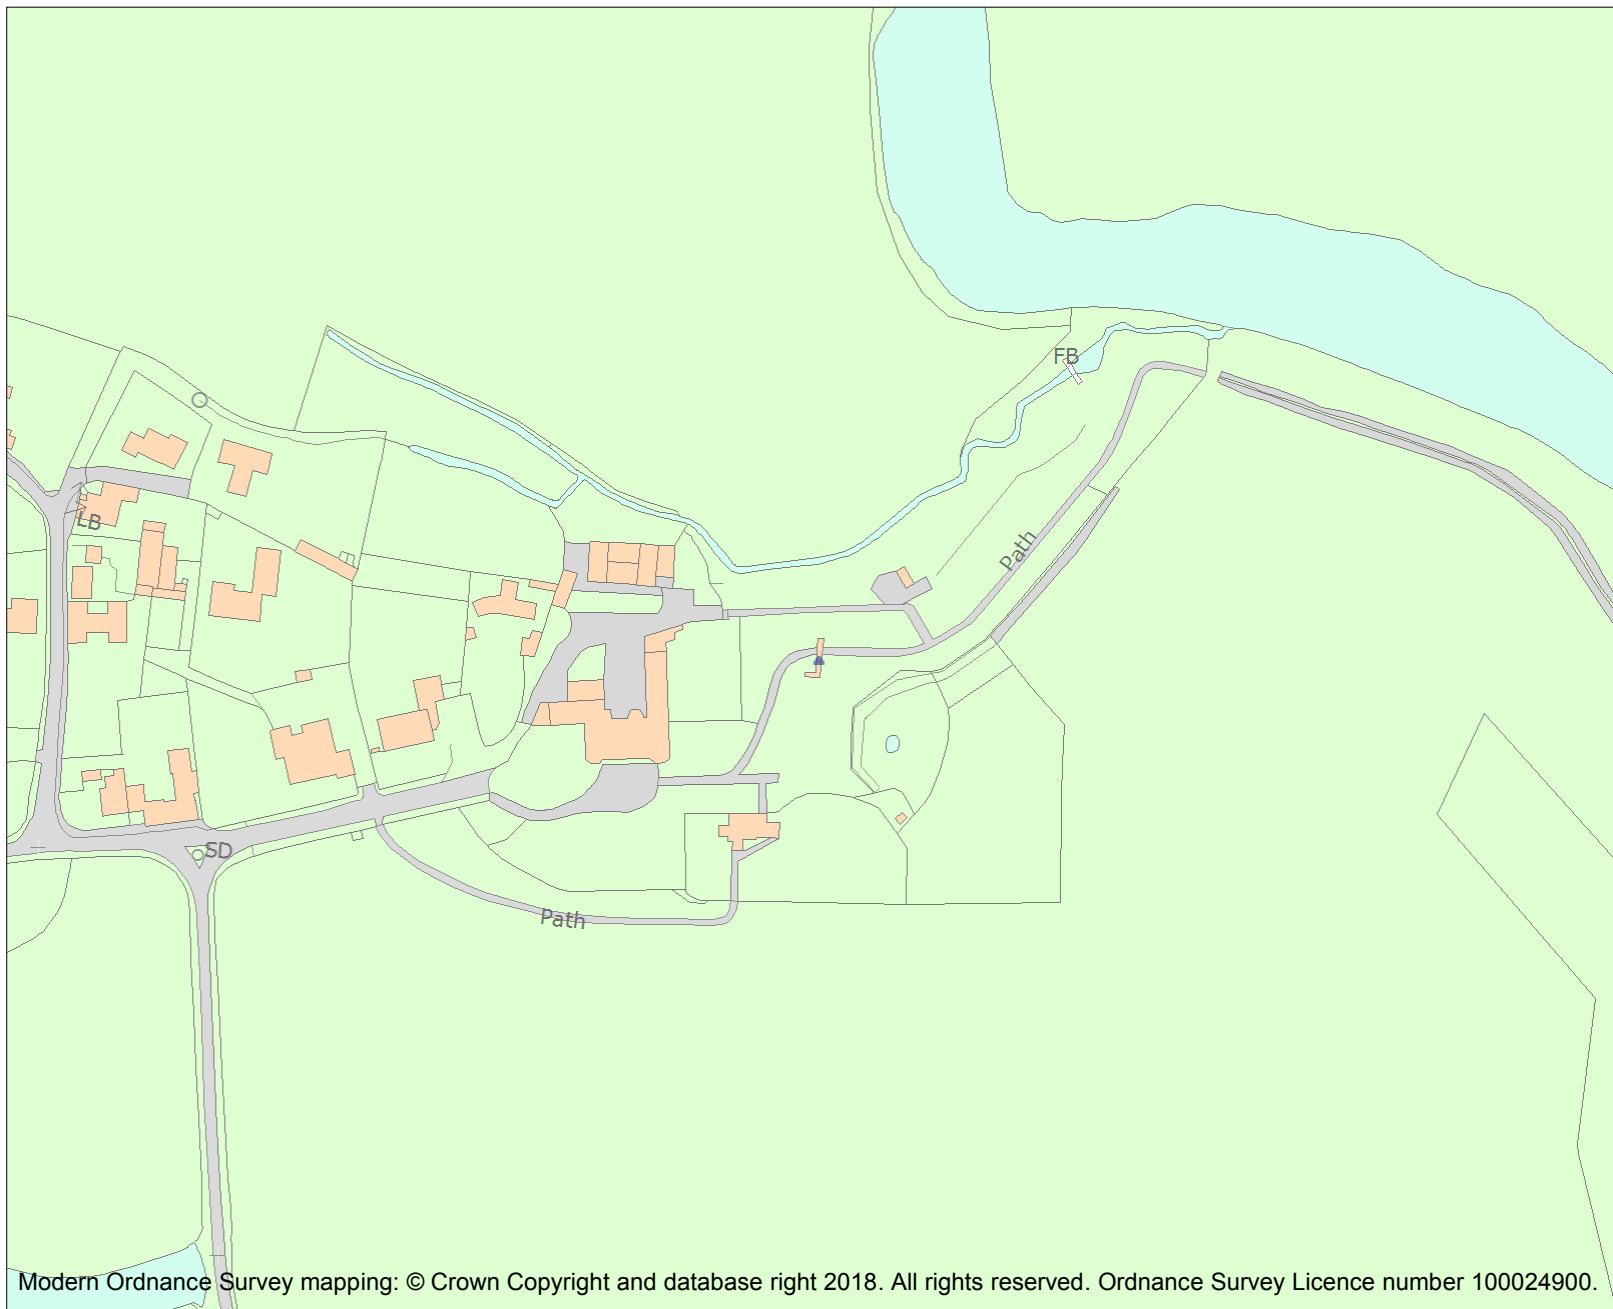 FB
LB
Path
SD
Path
Modern Ordnance Survey mapping: © Crown Copyright and database right 2018. All rights reserved. Ordnance Survey Licence number 100024900.